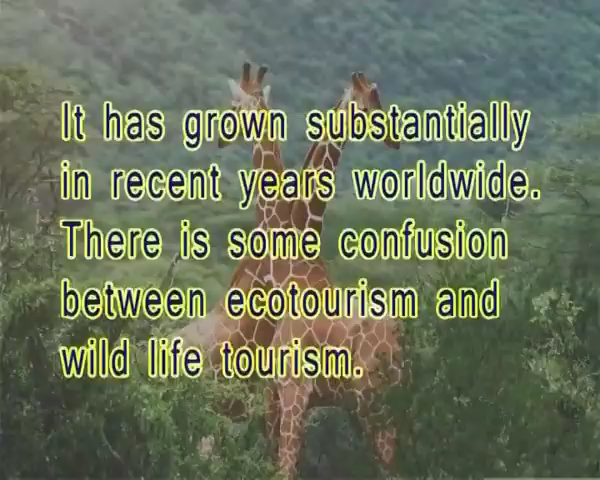 It has grown substantially
in recent years worldwide.
There is some confusion
between ecotourism and
wild life tourism.